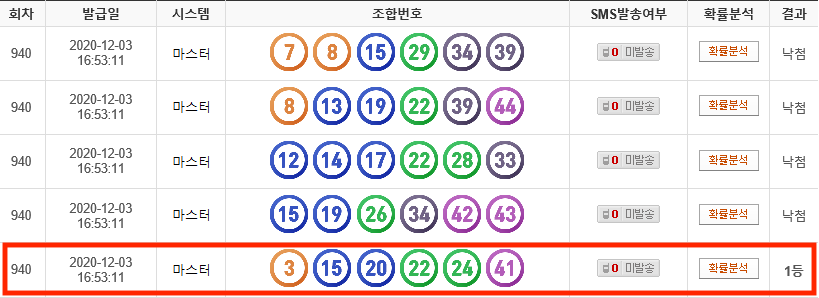 회차 발급일 시스템 조합번호 SMS발송여부 확률분석 결과
940 2020-12-03 16:53:11 마스터 7 8 15 29 34 39 0 미발송 확률분석 낙첨
940 2020-12-03 16:53:11 마스터 8 13 19 22 39 44 0 미발송 확률분석 낙첨
940 2020-12-03 16:53:11 마스터 12 14 17 22 28 33 0 미발송 확률분석 낙첨
940 2020-12-03 16:53:11 마스터 15 19 26 34 42 43 0 미발송 확률분석 낙첨
940 2020-12-03 16:53:11 마스터 3 15 20 22 24 41 0 미발송 확률분석 1등